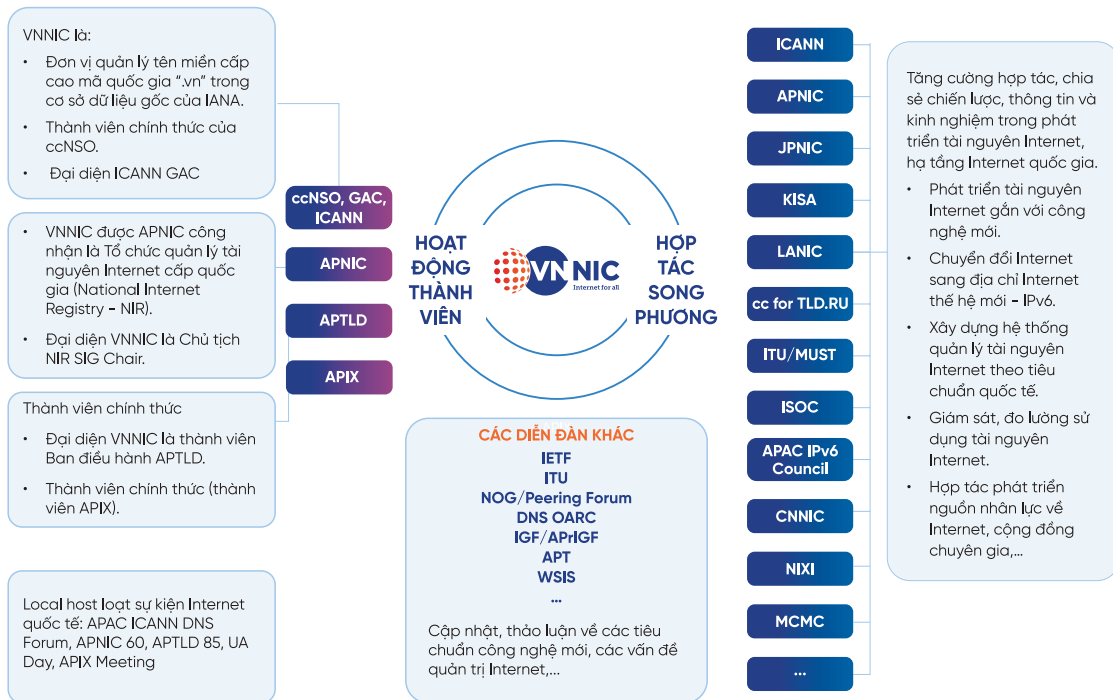 VNNIC là:
• Đơn vị quản lý tên miền cấp
cao mã quốc gia “.vn” trong
cơ sở dữ liệu gốc của IANA.
• Thành viên chính thức của
ccNSO.
• Đại diện ICANN GAC
• VNNIC được APNIC công
nhận là Tổ chức quản lý tài
nguyên Internet cấp quốc
gia (National Internet
Registry - NIR).
• Đại diện VNNIC là Chủ tịch
NIR SIG Chair.
Thành viên chính thức
• Đại diện VNNIC là thành viên
Ban điều hành APTLD.
• Thành viên chính thức (thành
viên APIX).
Local host loạt sự kiện Internet
quốc tế: APAC ICANN DNS
Forum, APNIC 60, APTLD 85, UA
Day, APIX Meeting
ccNSO, GAC,
ICANN
APNIC
APTLD
APIX
HOẠT
ĐỘNG
THÀNH
VIÊN
VNNIC
Internet for all
HỢP
TÁC
SONG
PHƯƠNG
CÁC DIỄN ĐÀN KHÁC
IETF
ITU
NOG/Peering Forum
DNS OARC
IGF/APrIGF
APT
WSIS
...
Cập nhật, thảo luận về các tiêu
chuẩn công nghệ mới, các vấn đề
quản trị Internet,...
ICANN
APNIC
JPNIC
KISA
LANIC
cc for TLD.RU
ITU/MUST
ISOC
APAC IPv6
Council
CNNIC
NIXI
MCMC
...
Tăng cường hợp tác, chia
sẻ chiến lược, thông tin và
kinh nghiệm trong phát
triển tài nguyên Internet,
hạ tầng Internet quốc gia.
• Phát triển tài nguyên
Internet gắn với công
nghệ mới.
• Chuyển đổi Internet
sang địa chỉ Internet
thế hệ mới - IPv6.
• Xây dựng hệ thống
quản lý tài nguyên
Internet theo tiêu
chuẩn quốc tế.
• Giám sát, đo lường sử
dụng tài nguyên
Internet.
• Hợp tác phát triển
nguồn nhân lực về
Internet, cộng đồng
chuyên gia,...